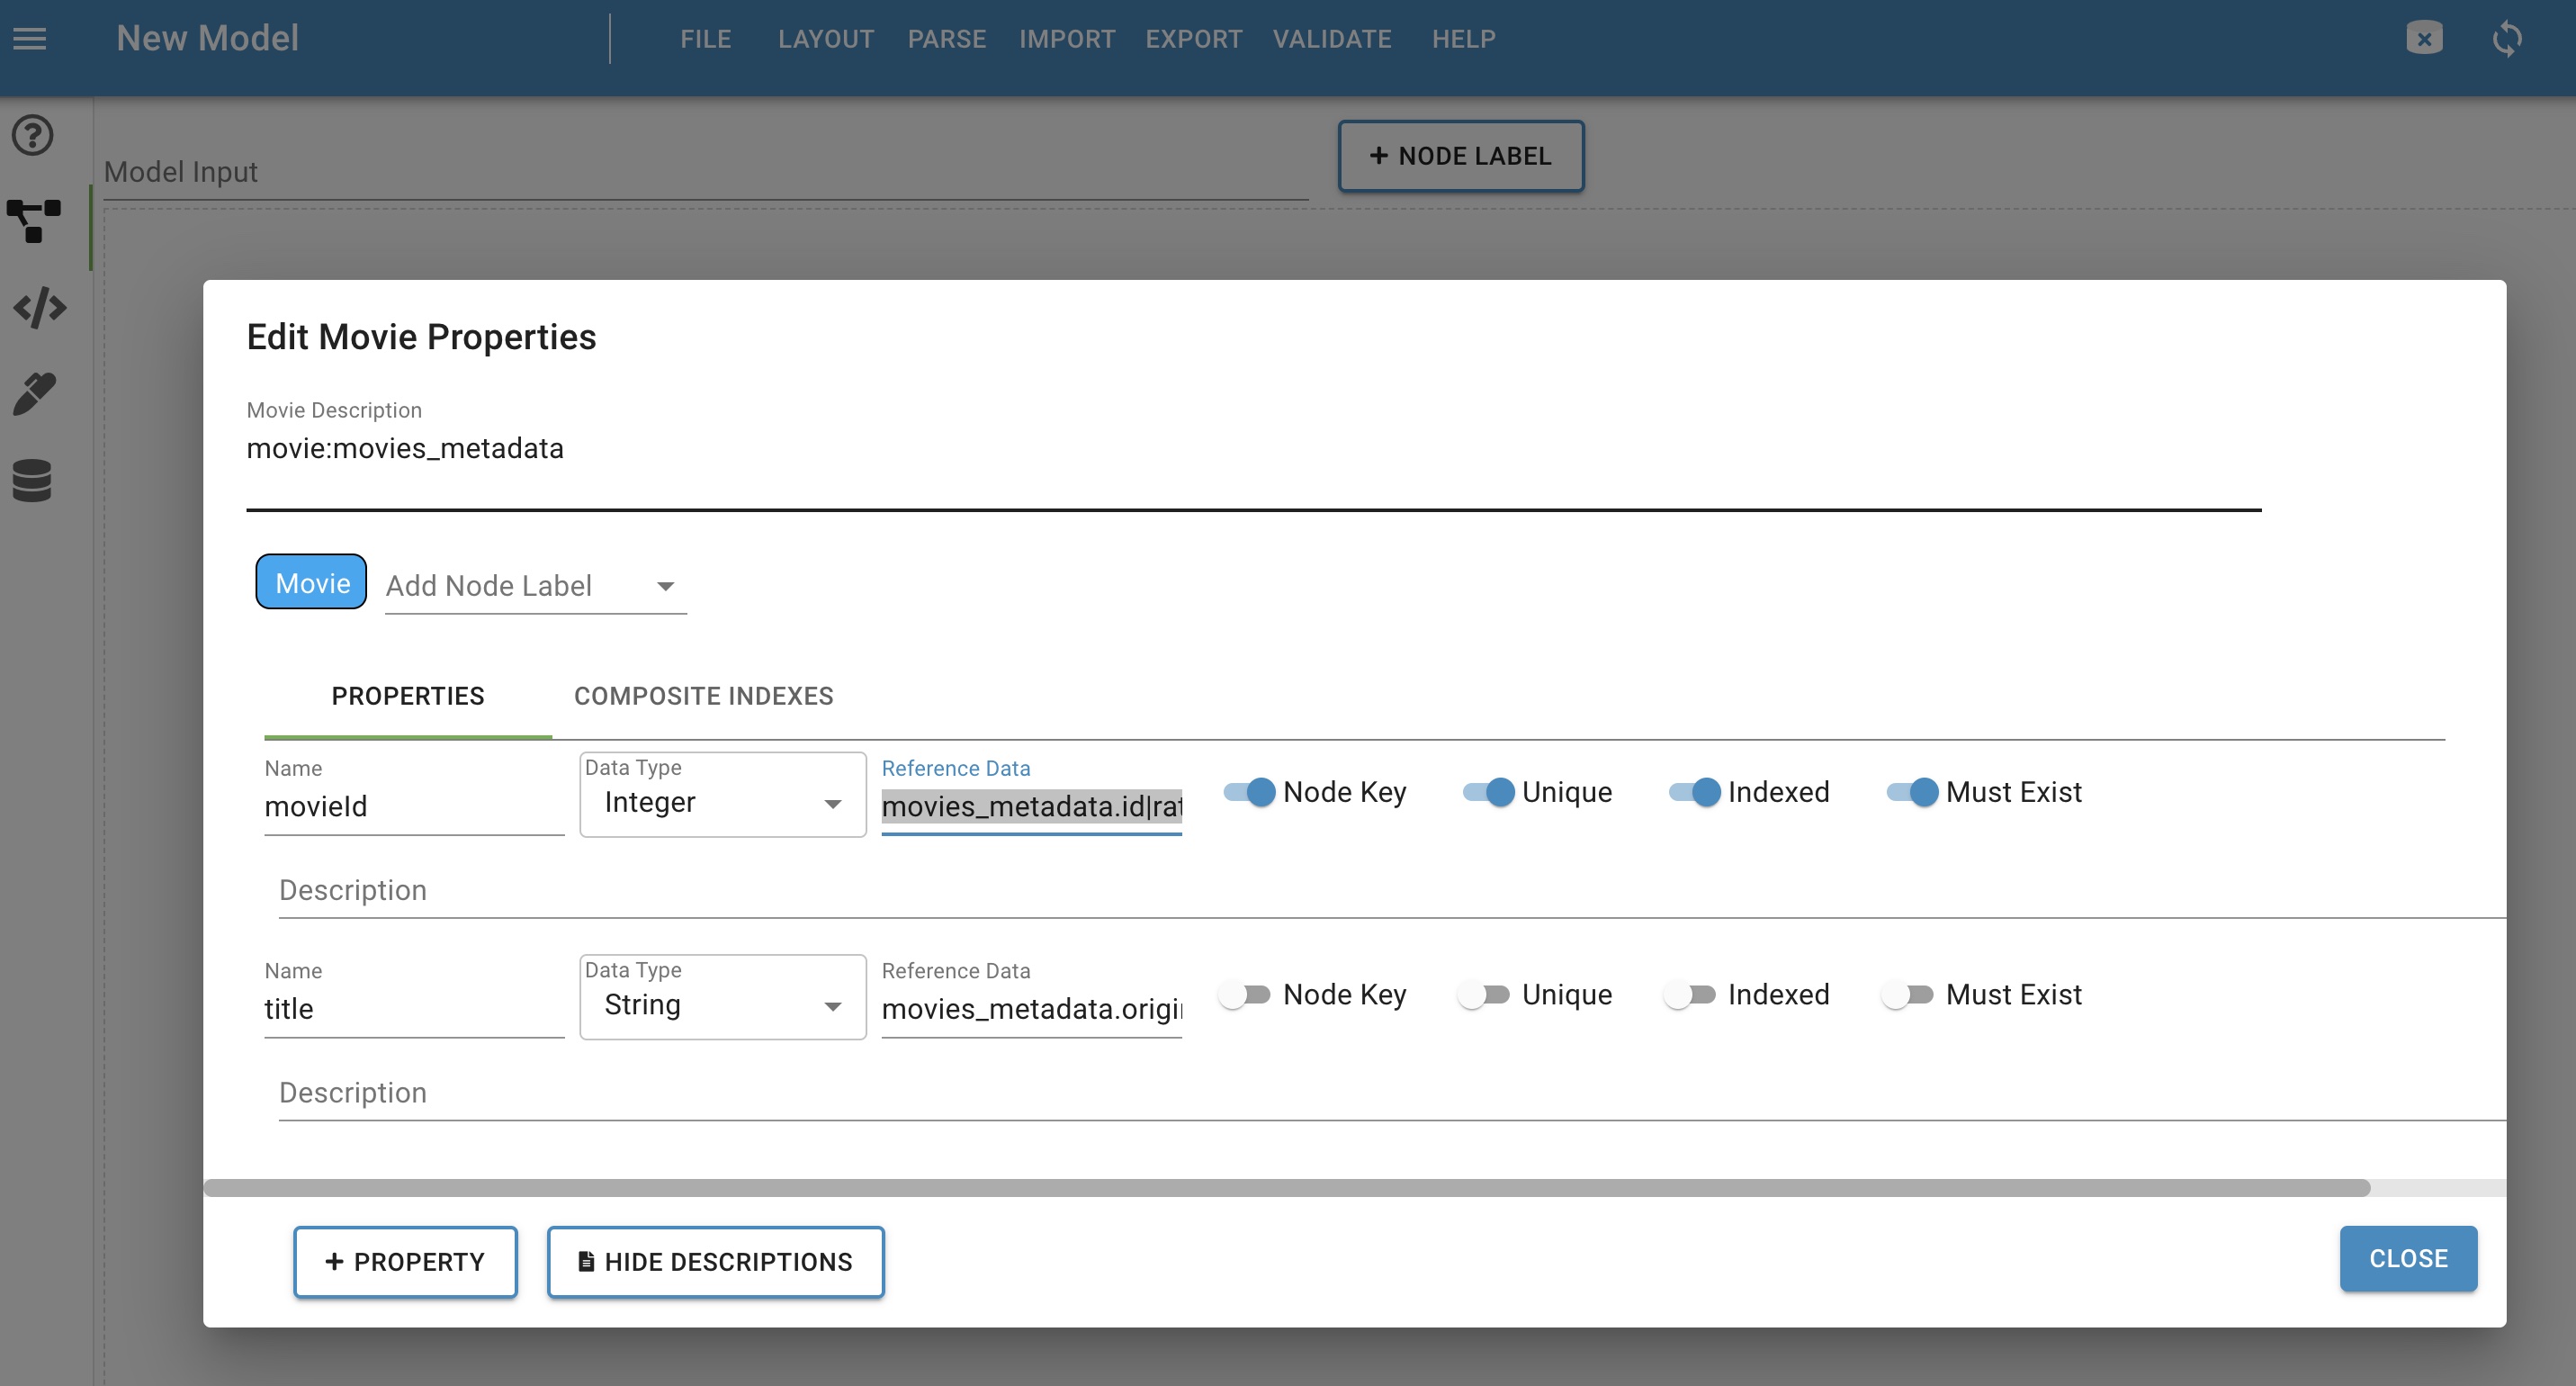 New Model FILE LAYOUT PARSE IMPORT EXPORT VALIDATE HELP
Model Input
+ NODE LABEL
Edit Movie Properties
Movie Description
movie:movies_metadata
Movie Add Node Label
PROPERTIES COMPOSITE INDEXES
Name Data Type Reference Data
movieId Integer movies_metadata.id|rat Node Key Unique Indexed Must Exist
Description
Name Data Type Reference Data
title String movies_metadata.origin Node Key Unique Indexed Must Exist
Description
+ PROPERTY HIDE DESCRIPTIONS CLOSE